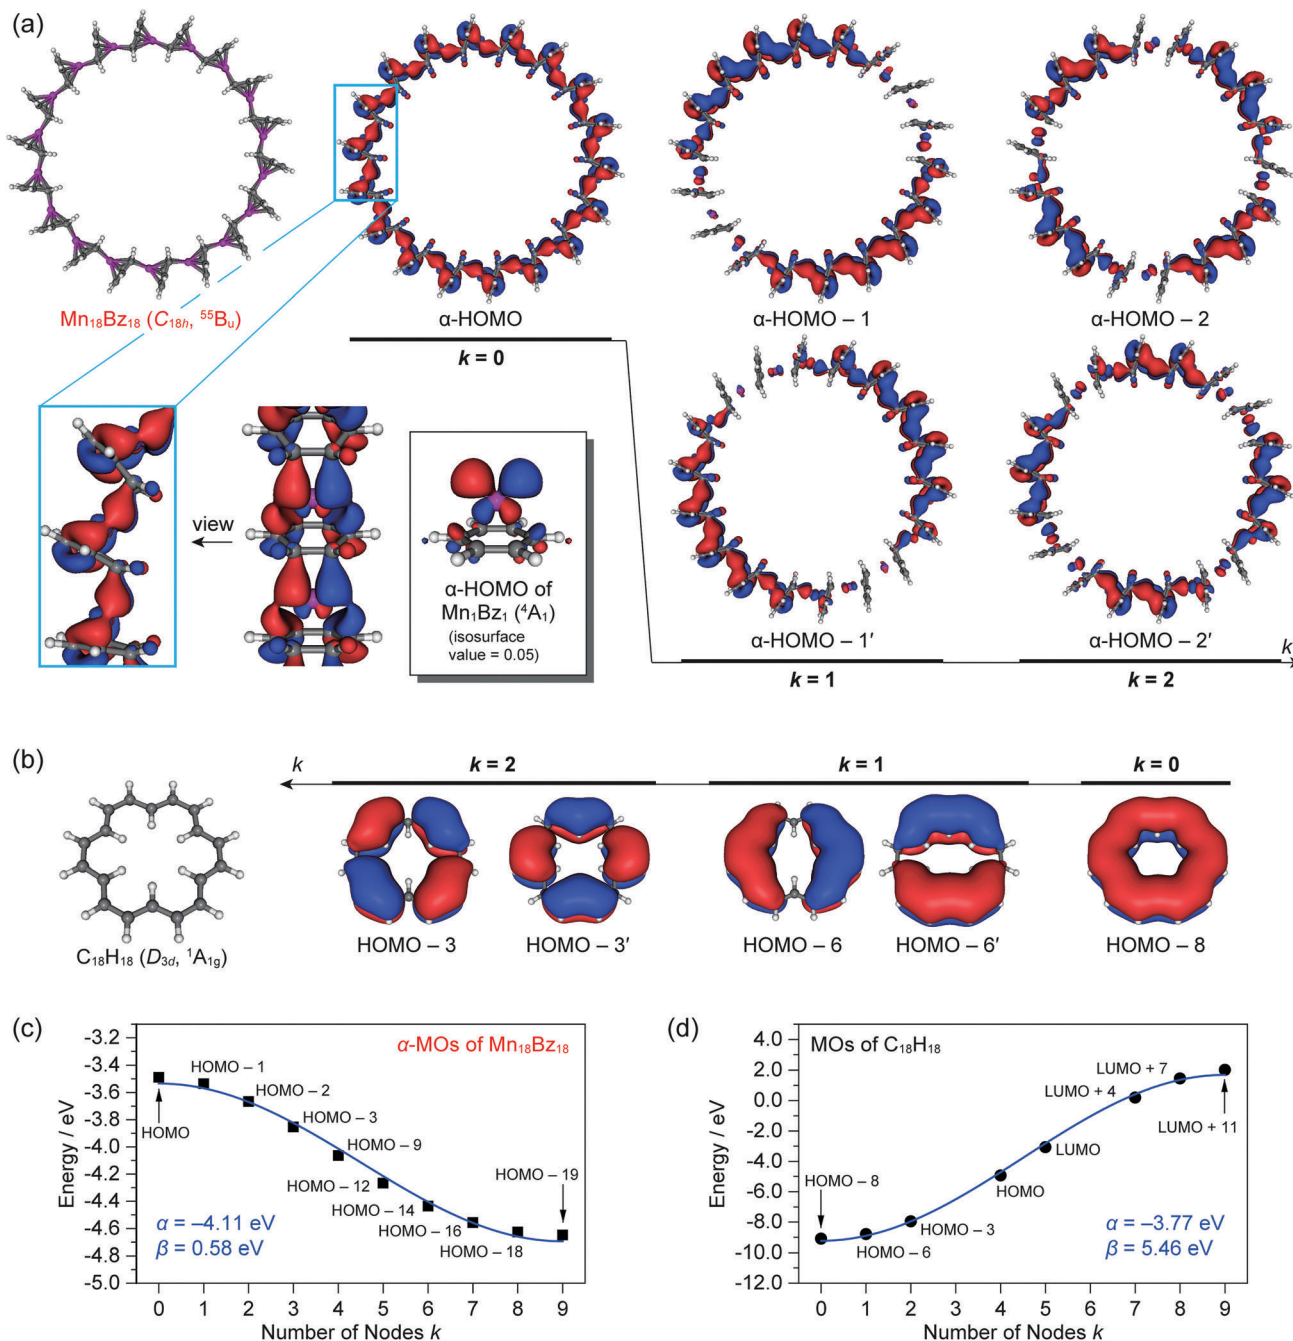 (a)
Mn18Bz18 (C18h, 55Bu)
α-HOMO
α-HOMO – 1
α-HOMO – 2
k = 0
view
α-HOMO of
Mn1Bz1 (4A1)
(isosurface
value = 0.05)
α-HOMO – 1′
α-HOMO – 2′
k
k = 1
k = 2
(b)
k
k = 2
k = 1
k = 0
C18H18 (D3d, 1A1g)
HOMO – 3
HOMO – 3′
HOMO – 6
HOMO – 6′
HOMO – 8
(c)
α-MOs of Mn18Bz18
Energy / eV
-3.2
-3.4
-3.6
-3.8
-4.0
-4.2
-4.4
-4.6
-4.8
-5.0
HOMO
HOMO – 1
HOMO – 2
HOMO – 3
HOMO – 9
HOMO – 12
HOMO – 14
HOMO – 16
HOMO – 18
HOMO – 19
α = –4.11 eV
β = 0.58 eV
0 1 2 3 4 5 6 7 8 9
Number of Nodes k
(d)
MOs of C18H18
Energy / eV
4.0
2.0
0.0
-2.0
-4.0
-6.0
-8.0
-10.0
-12.0
HOMO – 8
HOMO – 6
HOMO – 3
HOMO
LUMO
LUMO + 4
LUMO + 7
LUMO + 11
α = –3.77 eV
β = 5.46 eV
0 1 2 3 4 5 6 7 8 9
Number of Nodes k